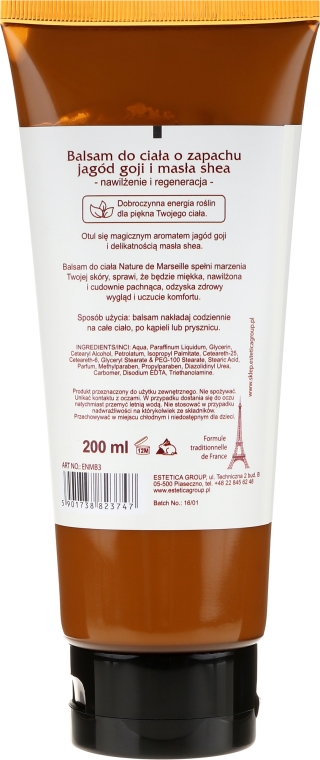 Balsam do ciała o zapachu
jagód goji i masła shea
- nawilżenie i regeneracja -
Dobroczynna energia roślin
dla piękna Twojego ciała.
Otul się magicznym aromatem jagód goji
i delikatnością masła shea.
Balsam do ciała Nature de Marseille spełni marzenia
Twojej skóry, sprawi, że będzie miękka, nawilżona
i cudownie pachnąca, odzyska zdrowy
wygląd i uczucie komfortu.
Sposób użycia: balsam nakładaj codziennie
na całe ciało, po kąpieli lub prysznicu.
INGREDIENTS/INCI: Aqua, Paraffinum Liquidum, Glycerin,
Cetearyl Alcohol, Petrolatum, Isopropyl Palmitate, Ceteareth-25,
Ceteareth-6, Glyceryl Stearate & PEG-100 Stearate, Stearic Acid,
Parfum, Methylparaben, Propylparaben, Diazolidinyl Urea,
Carbomer, Disodium EDTA, Triethanolamine.
Produkt przeznaczony do użytku zewnętrznego. Nie spożywać.
Unikać kontaktu z oczami. W przypadku dostania się do oczu
natychmiast przemyć letnią wodą. Nie stosować w przypadku
nadwrażliwości na którykolwiek ze składników.
Przechowywać w miejscu chłodnym i niedostępnym dla dzieci.
www.sklep.esteticagroup.pl
200 ml
12M
Formule
traditionnelle
de France
ART NO.: ENMB3
5901738823747
ESTETICA GROUP, ul. Techniczna 2 bud. B
05-500 Piaseczno, tel. +48 22 845 62 46
www.esteticagroup.pl
Batch No.: 16/01